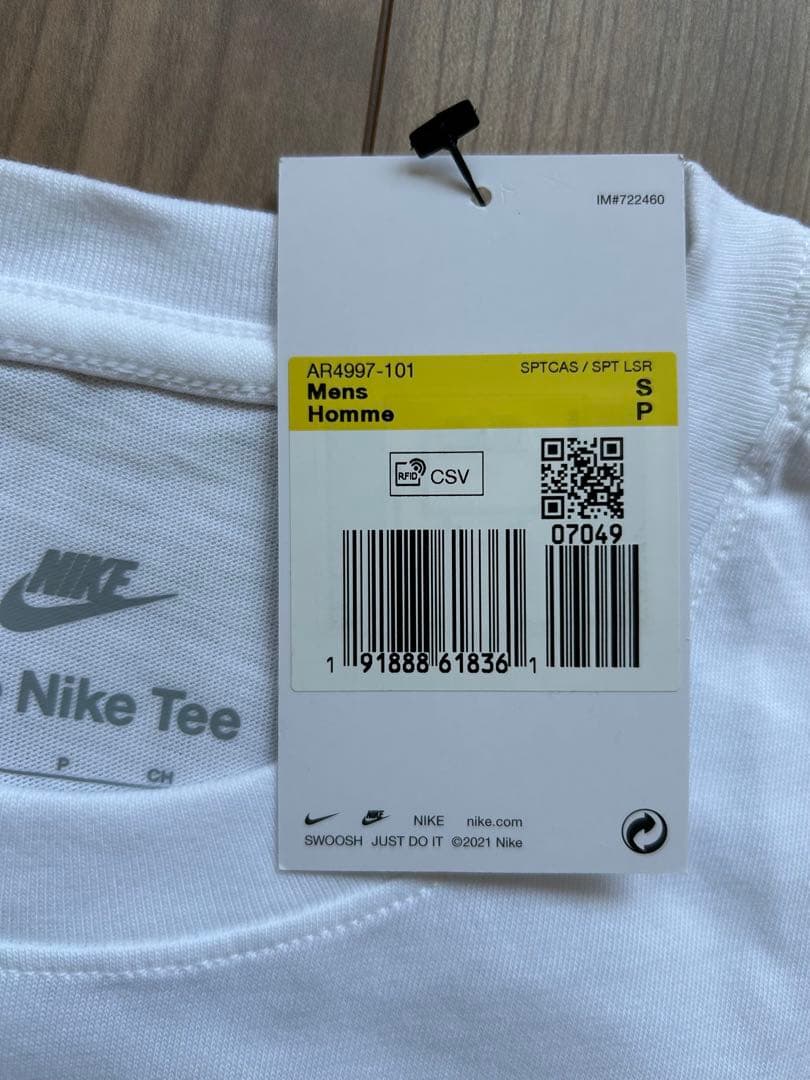 IM#722460
AR4997-101 SPTCAS / SPT LSR
Mens S
Homme P
RFID CSV
07049
1 91888 61836 1
NIKE
Nike Tee
P CH
NIKE NIKE nike.com
SWOOSH JUST DO IT ©2021 Nike